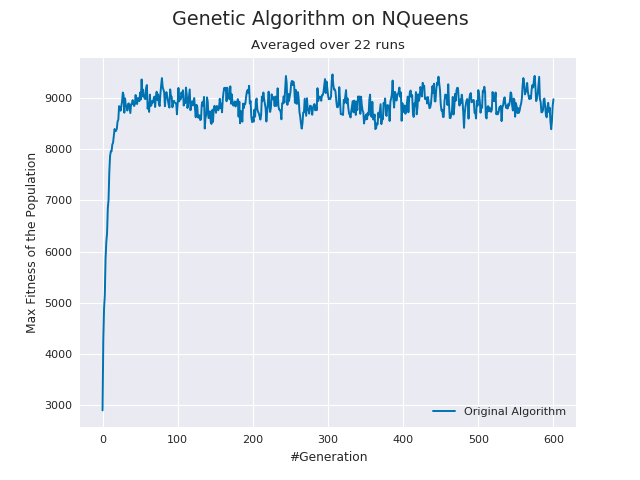 Genetic Algorithm on NQueens
Averaged over 22 runs
Max Fitness of the Population
9000
8000
7000
6000
5000
4000
3000
Original Algorithm
0 100 200 300 400 500 600
#Generation